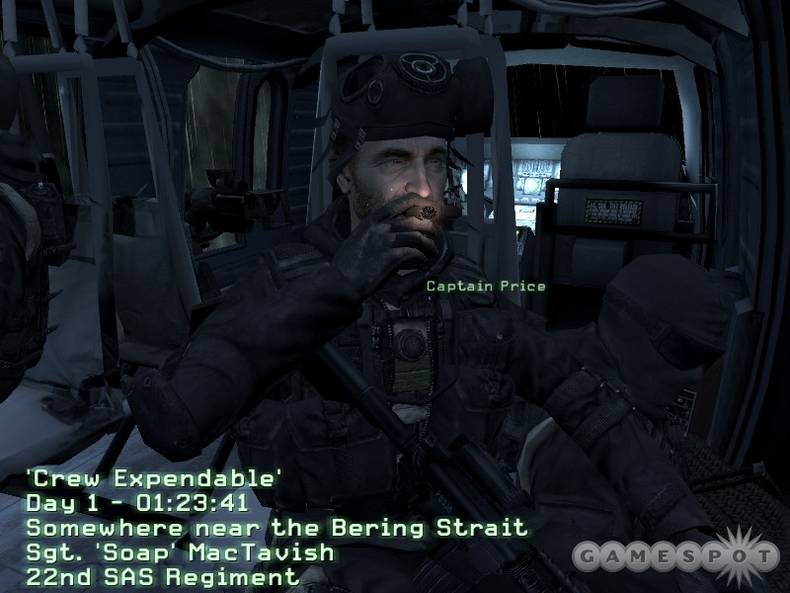 Captain Price
'Crew Expendable'
Day 1 - 01:23:41
Somewhere near the Bering Strait
Sgt. 'Soap' MacTavish
22nd SAS Regiment
GAMESPOT